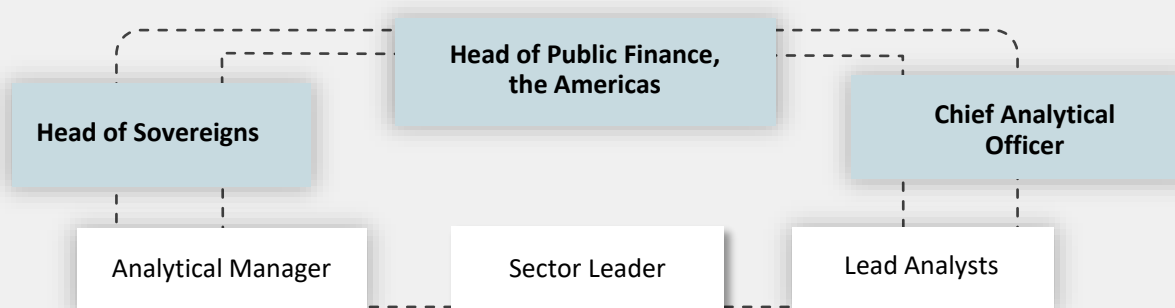 Head of Public Finance,
the Americas
Head of Sovereigns
Chief Analytical
Officer
Analytical Manager
Sector Leader
Lead Analysts